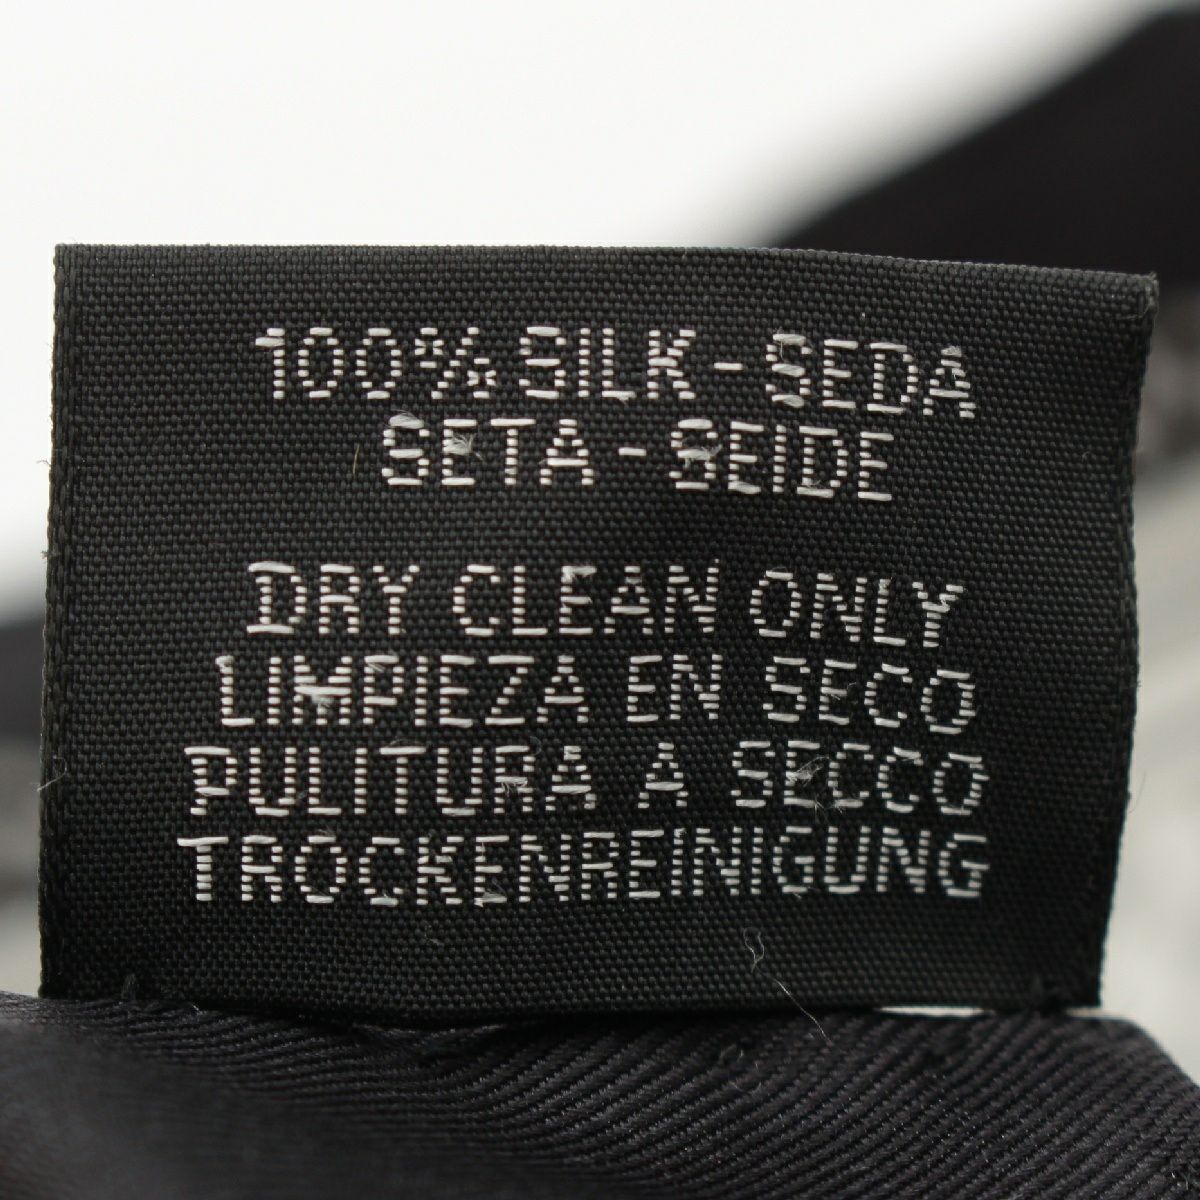 100% SILK - SEDA
SETA - SEIDE
DRY CLEAN ONLY
LIMPIEZA EN SECO
PULITURA A SECCO
TROCKENREINIGUNG